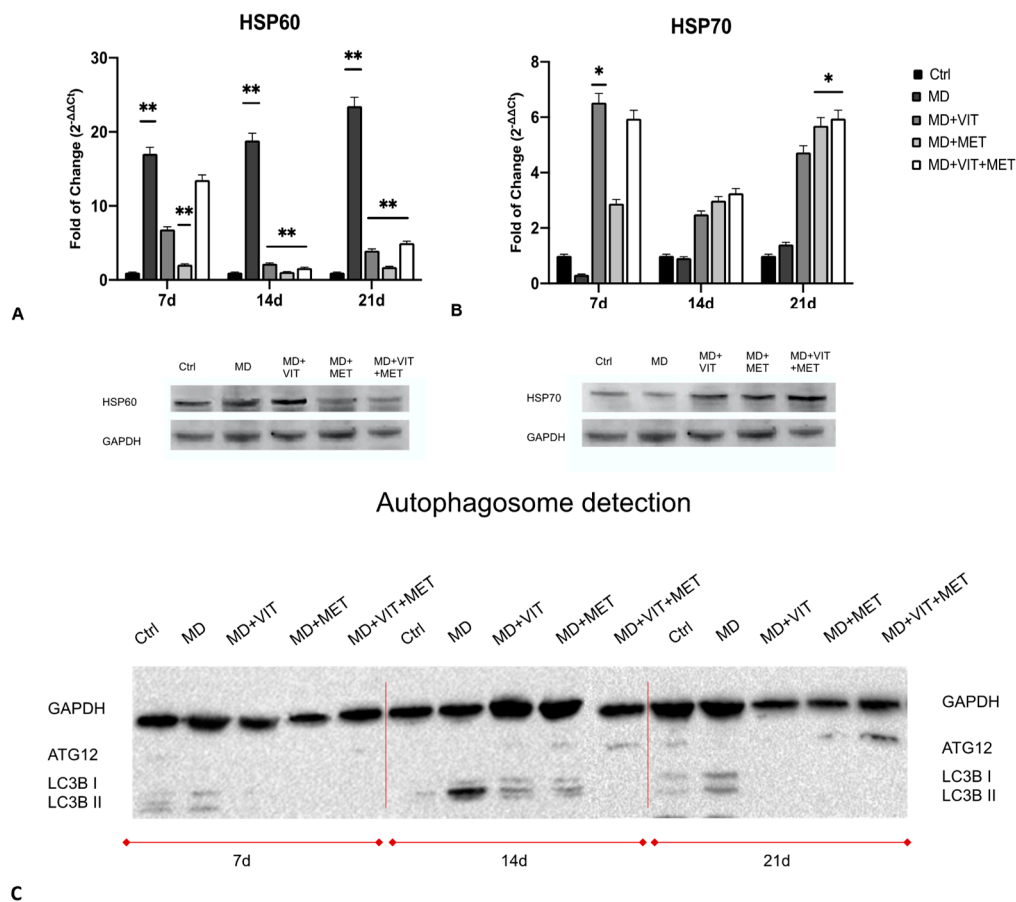 HSP60
HSP70
Fold of Change (2-ΔΔCt)
30
20
10
0
**
**
**
**
**
**
7d
14d
21d
A
Fold of Change (2-ΔΔCt)
8
6
4
2
0
*
*
7d
14d
21d
B
Ctrl
MD
MD+VIT
MD+MET
MD+VIT+MET
Ctrl
MD
MD+
VIT
MD+
MET
MD+VIT
+MET
HSP60
GAPDH
Ctrl
MD
MD+
VIT
MD+
MET
MD+VIT
+MET
HSP70
GAPDH
Autophagosome detection
Ctrl
MD
MD+VIT
MD+MET
MD+VIT+MET
Ctrl
MD
MD+VIT
MD+MET
MD+VIT+MET
Ctrl
MD
MD+VIT
MD+MET
MD+VIT+MET
GAPDH
ATG12
LC3B I
LC3B II
GAPDH
ATG12
LC3B I
LC3B II
7d
14d
21d
C